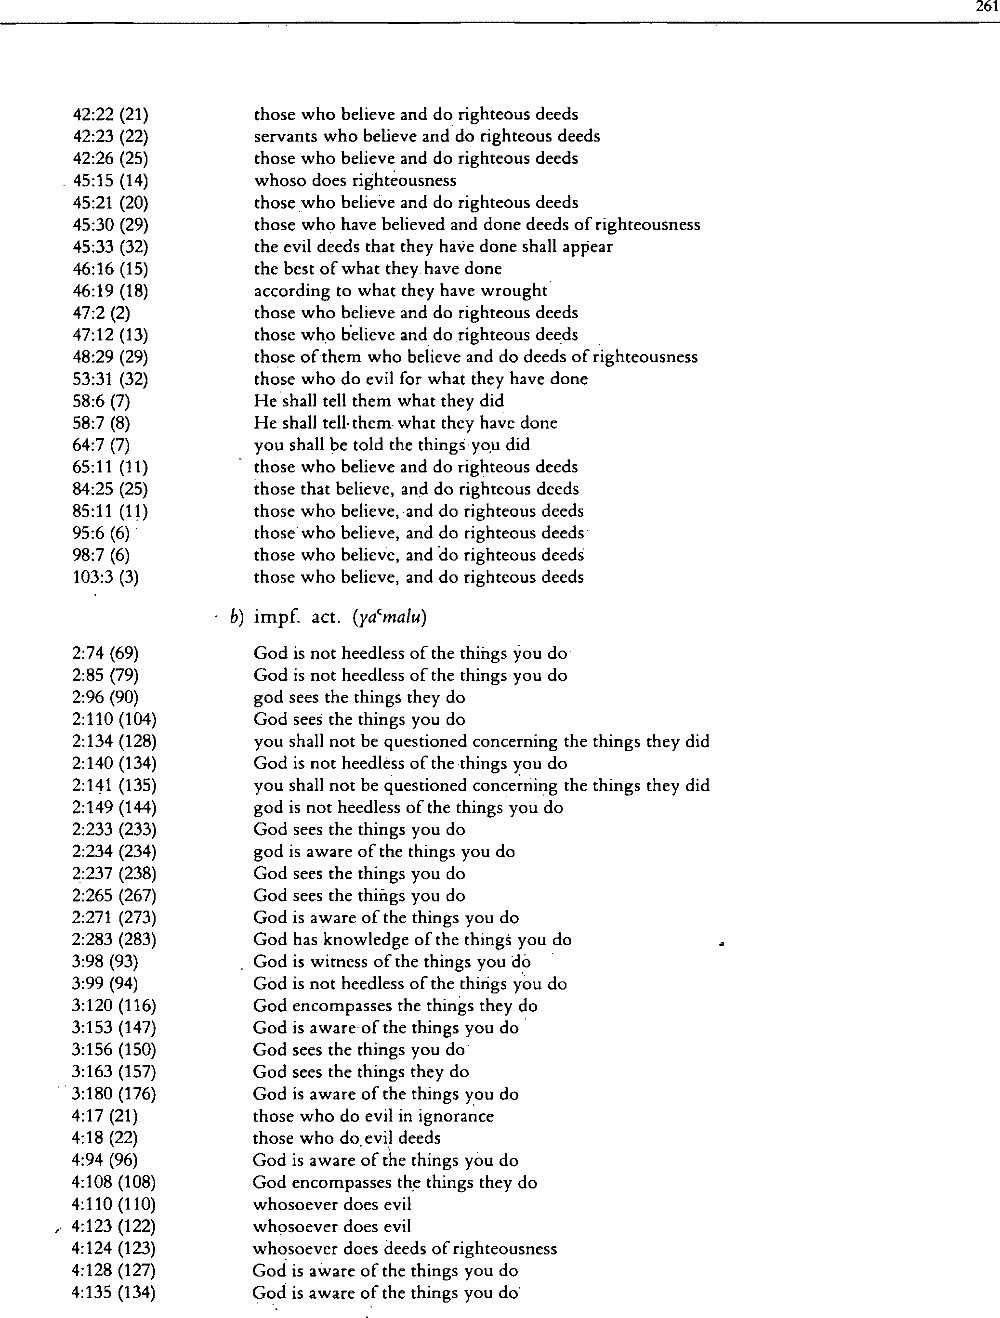 261
42:22 (21) those who believe and do righteous deeds
42:23 (22) servants who believe and do righteous deeds
42:26 (25) those who believe and do righteous deeds
45:15 (14) whoso does righteousness
45:21 (20) those who believe and do righteous deeds
45:30 (29) those who have believed and done deeds of righteousness
45:33 (32) the evil deeds that they have done shall appear
46:16 (15) the best of what they have done
46:19 (18) according to what they have wrought
47:2 (2) those who believe and do righteous deeds
47:12 (13) those who believe and do righteous deeds
48:29 (29) those of them who believe and do deeds of righteousness
53:31 (32) those who do evil for what they have done
58:6 (7) He shall tell them what they did
58:7 (8) He shall tell them what they have done
64:7 (7) you shall be told the things you did
65:11 (11) those who believe and do righteous deeds
84:25 (25) those that believe, and do righteous deeds
85:11 (11) those who believe, and do righteous deeds
95:6 (6) those who believe, and do righteous deeds
98:7 (6) those who believe, and do righteous deeds
103:3 (3) those who believe, and do righteous deeds
b) impf. act. (yaʿmalu)
2:74 (69) God is not heedless of the things you do
2:85 (79) God is not heedless of the things you do
2:96 (90) god sees the things they do
2:110 (104) God sees the things you do
2:134 (128) you shall not be questioned concerning the things they did
2:140 (134) God is not heedless of the things you do
2:141 (135) you shall not be questioned concerning the things they did
2:149 (144) god is not heedless of the things you do
2:233 (233) God sees the things you do
2:234 (234) god is aware of the things you do
2:237 (238) God sees the things you do
2:265 (267) God sees the things you do
2:271 (273) God is aware of the things you do
2:283 (283) God has knowledge of the things you do
3:98 (93) God is witness of the things you do
3:99 (94) God is not heedless of the things you do
3:120 (116) God encompasses the things they do
3:153 (147) God is aware of the things you do
3:156 (150) God sees the things you do
3:163 (157) God sees the things they do
3:180 (176) God is aware of the things you do
4:17 (21) those who do evil in ignorance
4:18 (22) those who do evil deeds
4:94 (96) God is aware of the things you do
4:108 (108) God encompasses the things they do
4:110 (110) whosoever does evil
4:123 (122) whosoever does evil
4:124 (123) whosoever does deeds of righteousness
4:128 (127) God is aware of the things you do
4:135 (134) God is aware of the things you do